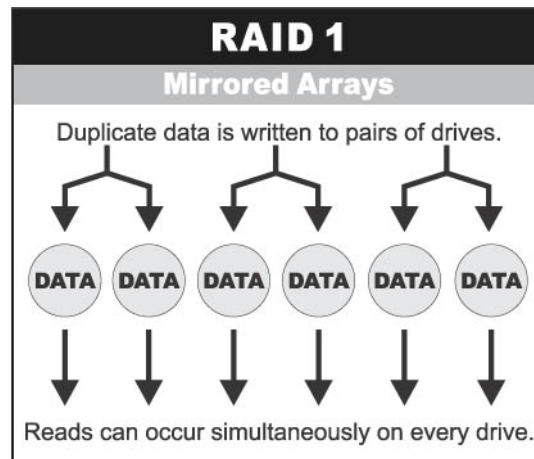 RAID 1
Mirrored Arrays
Duplicate data is written to pairs of drives.
DATA DATA DATA DATA DATA DATA
Reads can occur simultaneously on every drive.